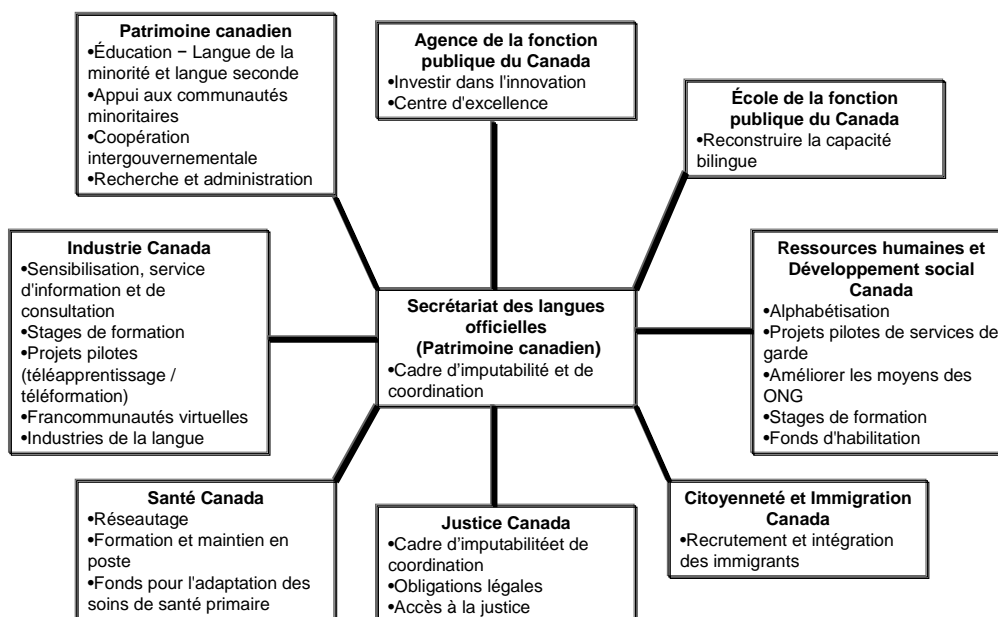 Patrimoine canadien
•Éducation − Langue de la
minorité et langue seconde
•Appui aux communautés
minoritaires
•Coopération
intergouvernementale
•Recherche et administration
Agence de la fonction
publique du Canada
•Investir dans l'innovation
•Centre d'excellence
École de la fonction
publique du Canada
•Reconstruire la capacité
bilingue
Industrie Canada
•Sensibilisation, service
d'information et de
consultation
•Stages de formation
•Projets pilotes
(téléapprentissage /
téléformation)
•Francommunautés virtuelles
•Industries de la langue
Secrétariat des langues
officielles
(Patrimoine canadien)
•Cadre d’imputabilité et de
coordination
Ressources humaines et
Développement social
Canada
•Alphabétisation
•Projets pilotes de services de
garde
•Améliorer les moyens des
ONG
•Stages de formation
•Fonds d'habilitation
Santé Canada
•Réseautage
•Formation et maintien en
poste
•Fonds pour l'adaptation des
soins de santé primaire
Justice Canada
•Cadre d’imputabilitéet de
coordination
•Obligations légales
•Accès à la justice
Citoyenneté et Immigration
Canada
•Recrutement et intégration
des immigrants